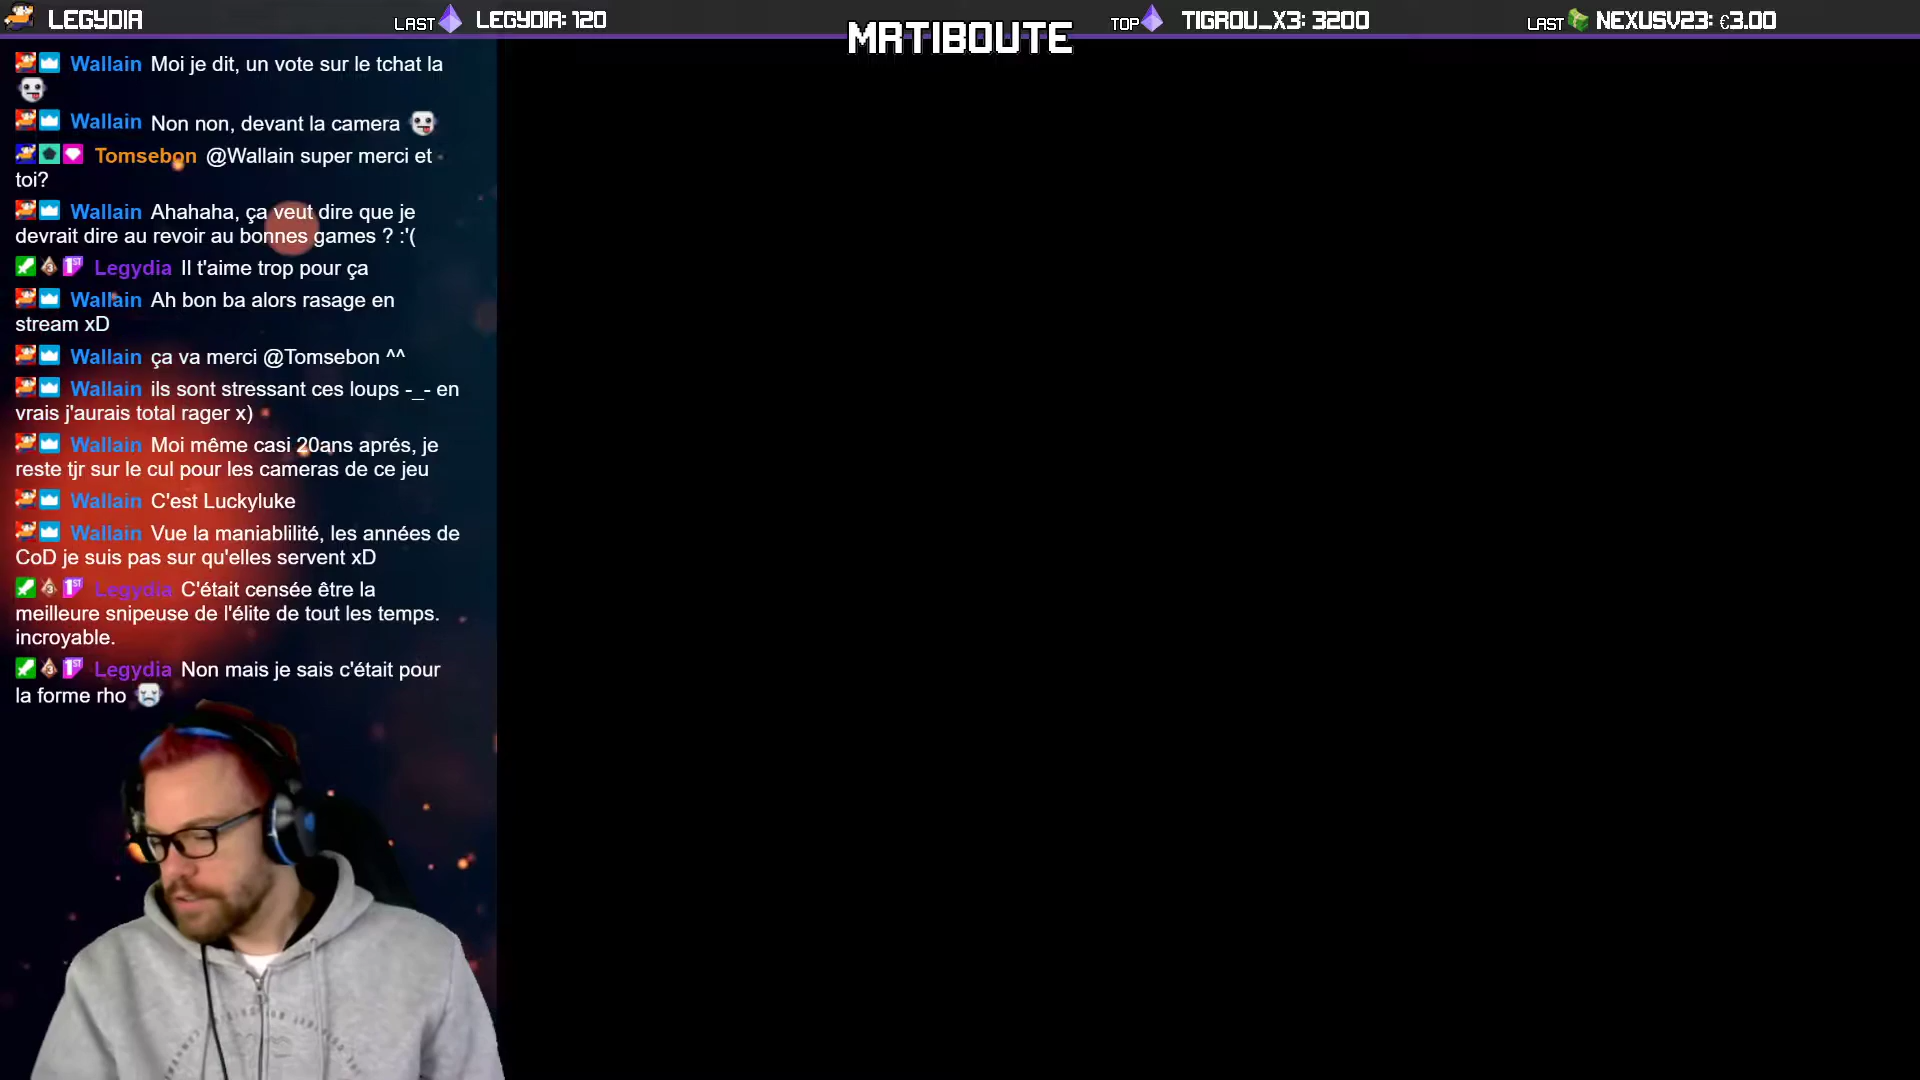 LEGYDIA
LAST LEGYDIA: 120
MATIBOUTE
TOP TIGROU_X3: 3200
LAST NEXUSV23: €3.00
Wallain Moi je dit, un vote sur le tchat la
Wallain Non non, devant la camera
Tomsebon @Wallain super merci et
toi?
Wallain Ahahaha, ça veut dire que je
devrait dire au revoir au bonnes games ? :'(
Legydia Il t'aime trop pour ça
Wallain Ah bon ba alors rasage en
stream xD
Wallain ça va merci @Tomsebon ^^
Wallain ils sont stressant ces loups -_- en
vrais j'aurais total rager x)
Wallain Moi même casi 20ans aprés, je
reste tjr sur le cul pour les cameras de ce jeu
Wallain C'est Luckyluke
Wallain Vue la maniablilité, les années de
CoD je suis pas sur qu'elles servent xD
Legydia C'était censée être la
meilleure snipeuse de l'élite de tout les temps.
incroyable.
Legydia Non mais je sais c'était pour
la forme rho